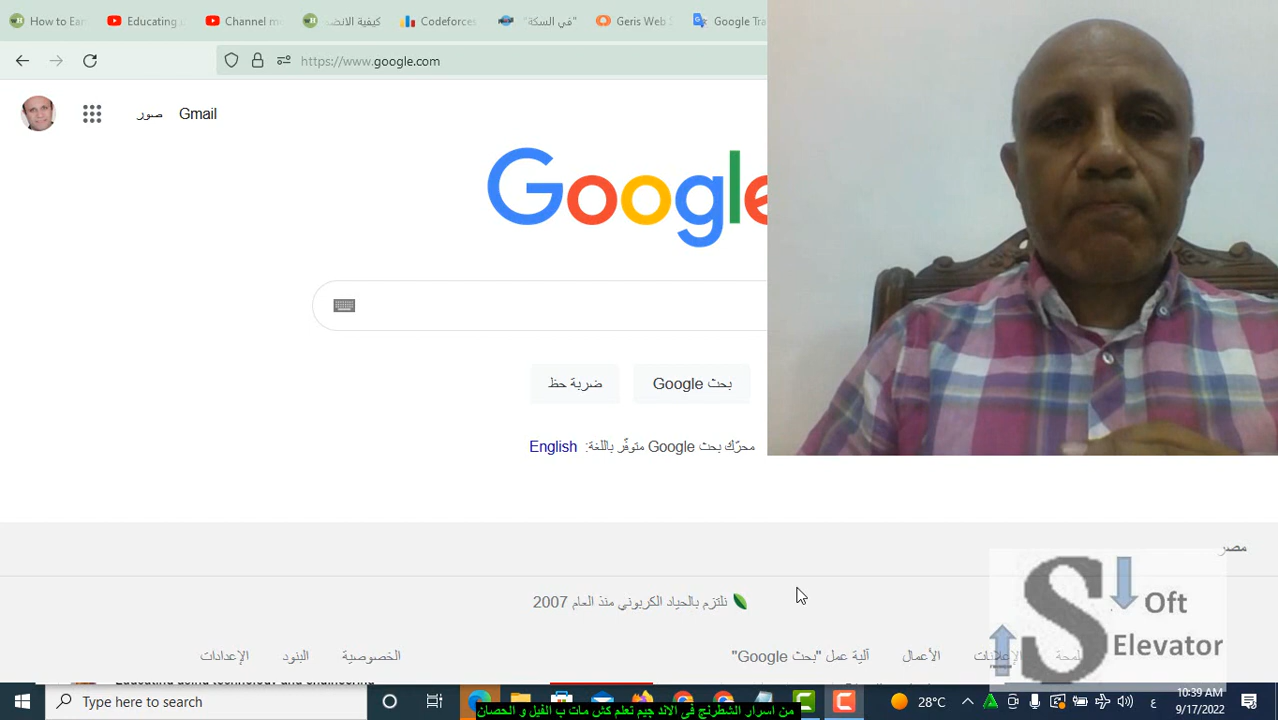 How to Ear
Educating u
Channel me
كيفية الانضم
Codeforces
"في السكة"
Geris Web S
Google Tra
https://www.google.com
Gmail
صور
Google
بحث Google
ضربة حظ
محرّك بحث Google متوفّر باللغة: English
مصر
نلتزم بالحياد الكربوني منذ العام 2007
لمحة
الإعلانات
الأعمال
آلية عمل "بحث Google"
الخصوصية
البنود
الإعدادات
S Oft
Elevator
Type here to search
28°C
ع
10:39 AM
9/17/2022
من اسرار الشطرنج فى الاند جيم تعلم كش مات ب الفيل و الحصان